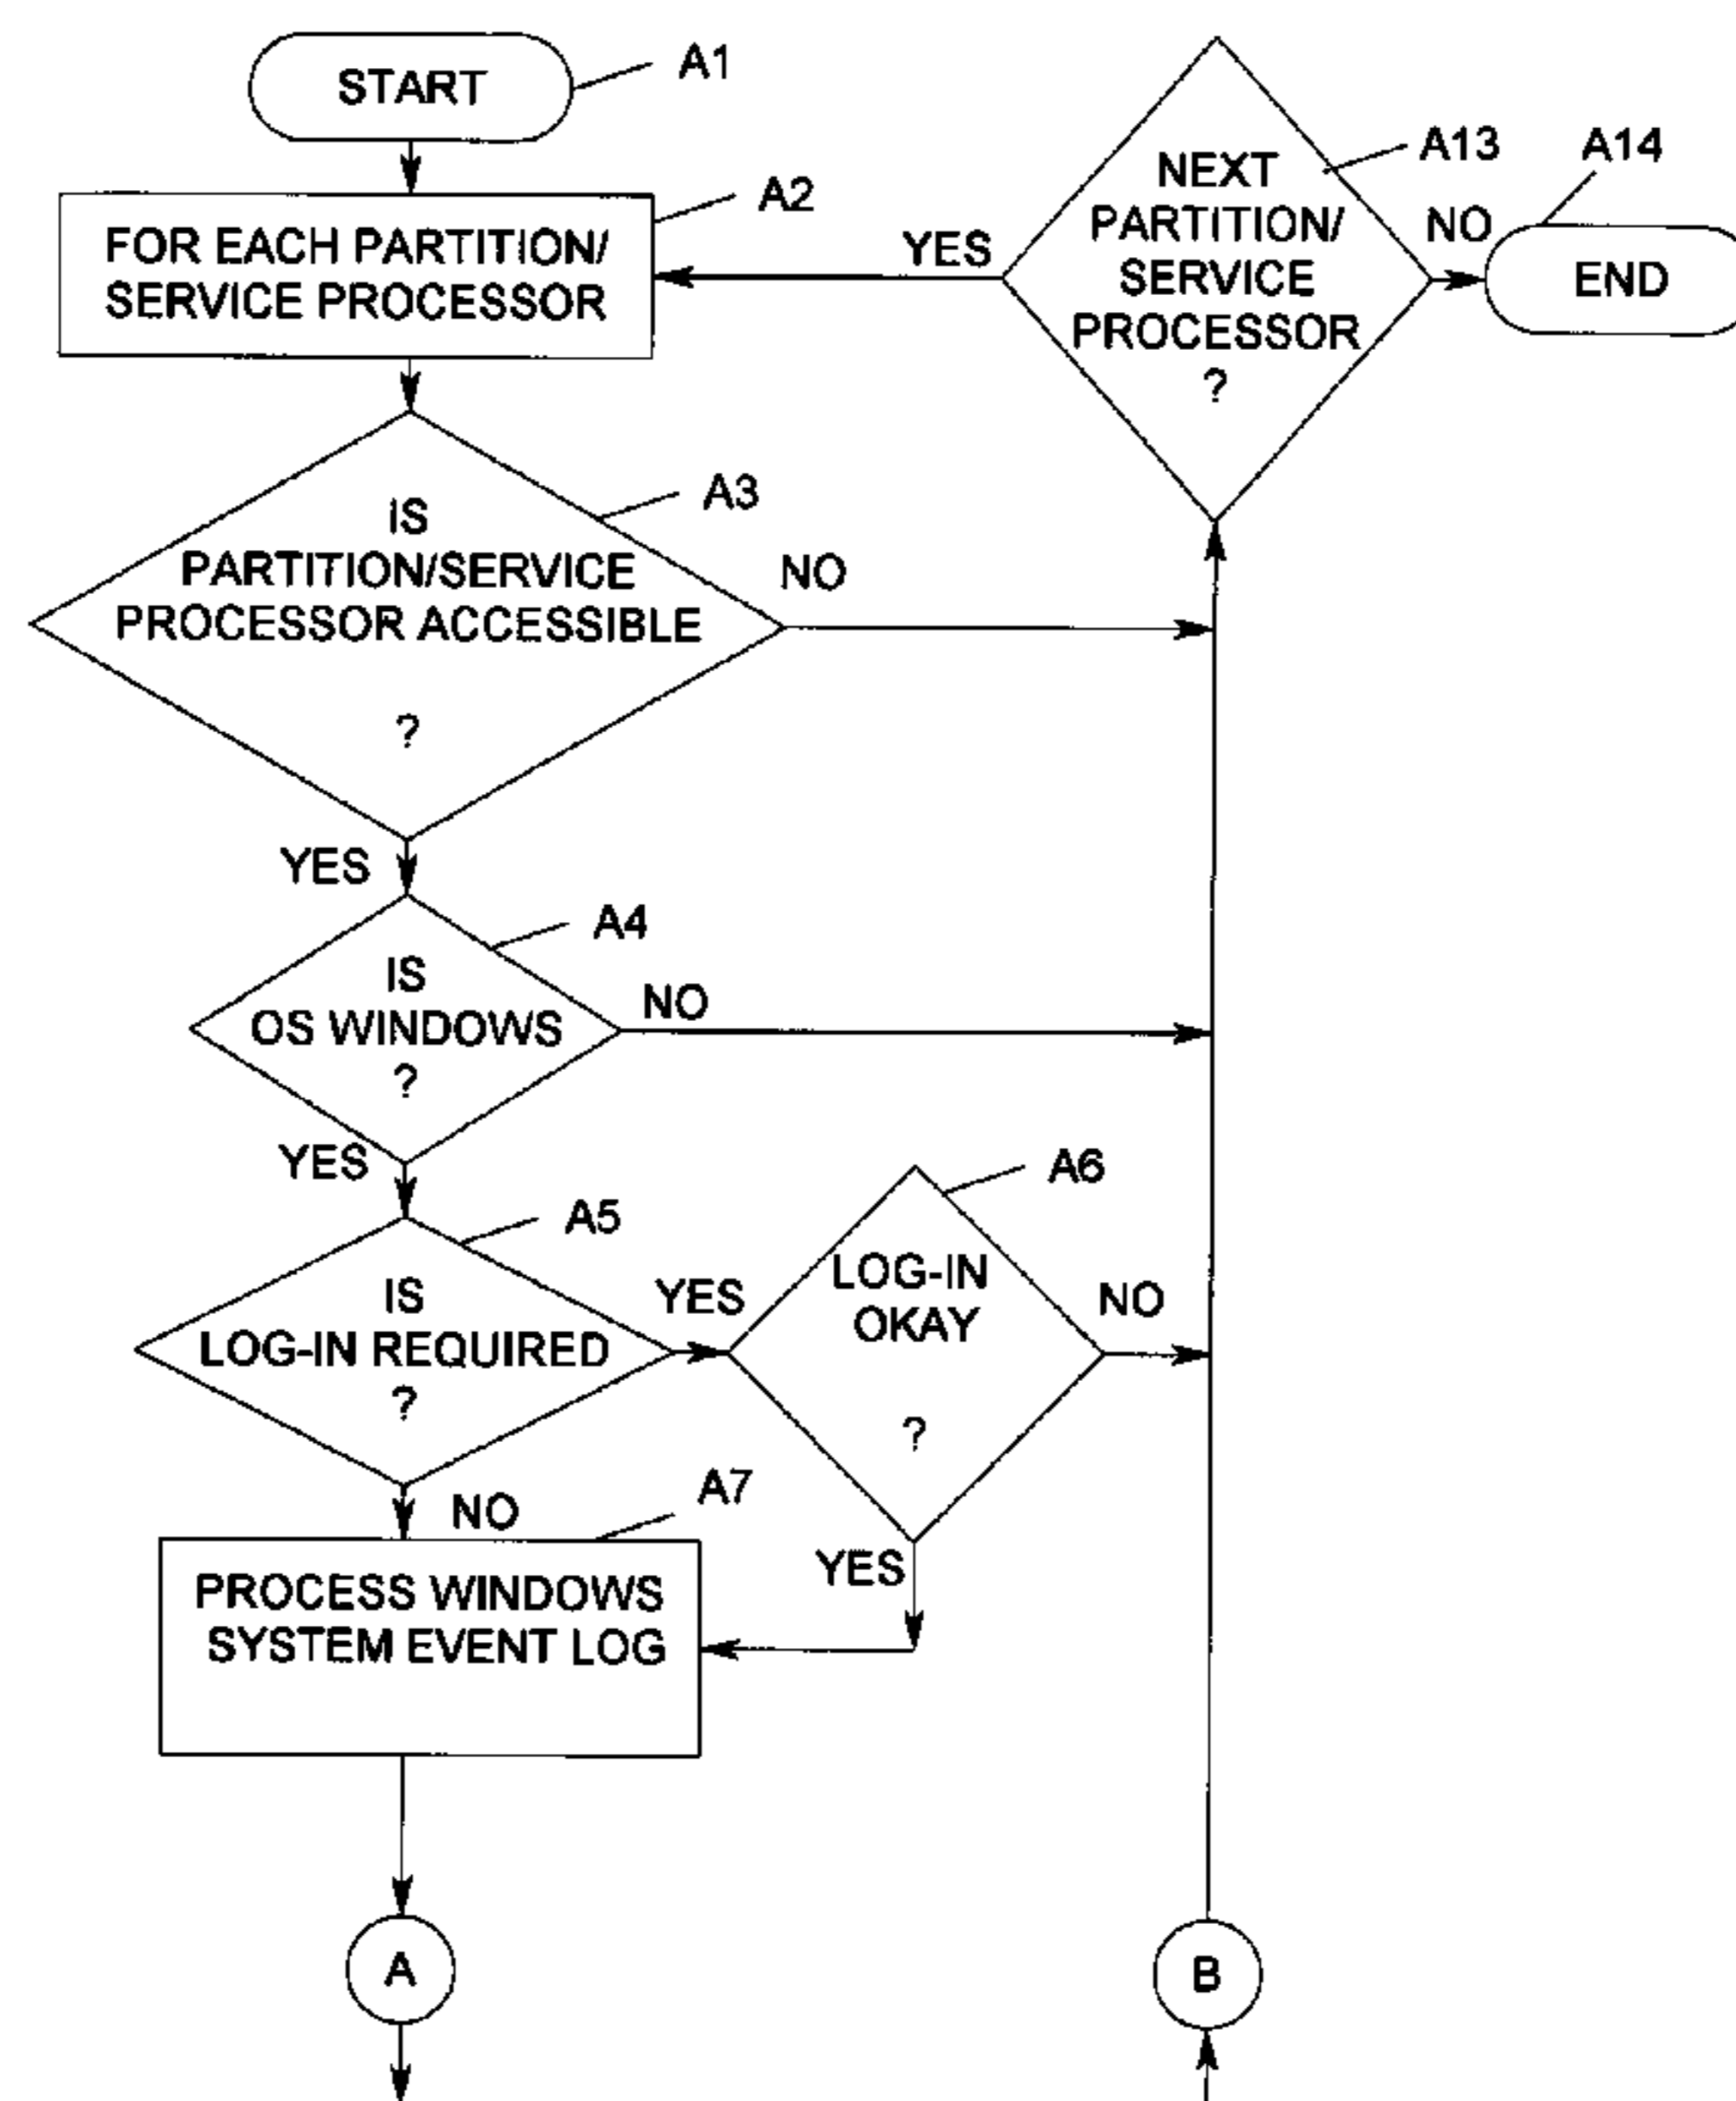 START
A1
FOR EACH PARTITION/
SERVICE PROCESSOR
A2
NEXT
PARTITION/
SERVICE
PROCESSOR
?
A13
YES
NO
A14
END
IS
PARTITION/SERVICE
PROCESSOR ACCESSIBLE
?
A3
NO
YES
IS
OS WINDOWS
?
A4
NO
YES
IS
LOG-IN REQUIRED
?
A5
YES
NO
LOG-IN
OKAY
?
A6
NO
YES
PROCESS WINDOWS
SYSTEM EVENT LOG
A7
A
B